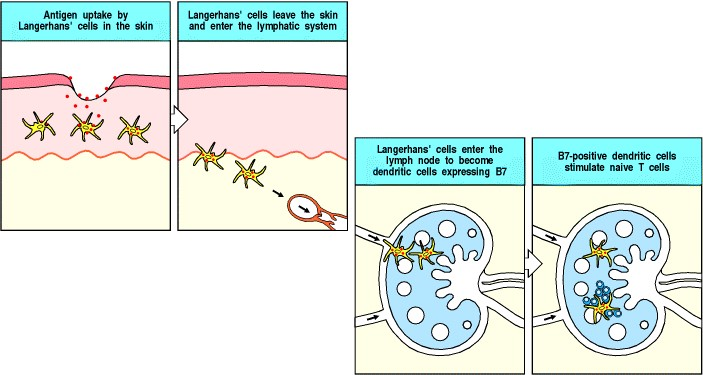 Antigen uptake by
Langerhans' cells in the skin
Langerhans' cells leave the skin
and enter the lymphatic system
Langerhans' cells enter the
lymph node to become
dendritic cells expressing B7
B7-positive dendritic cells
stimulate naive T cells